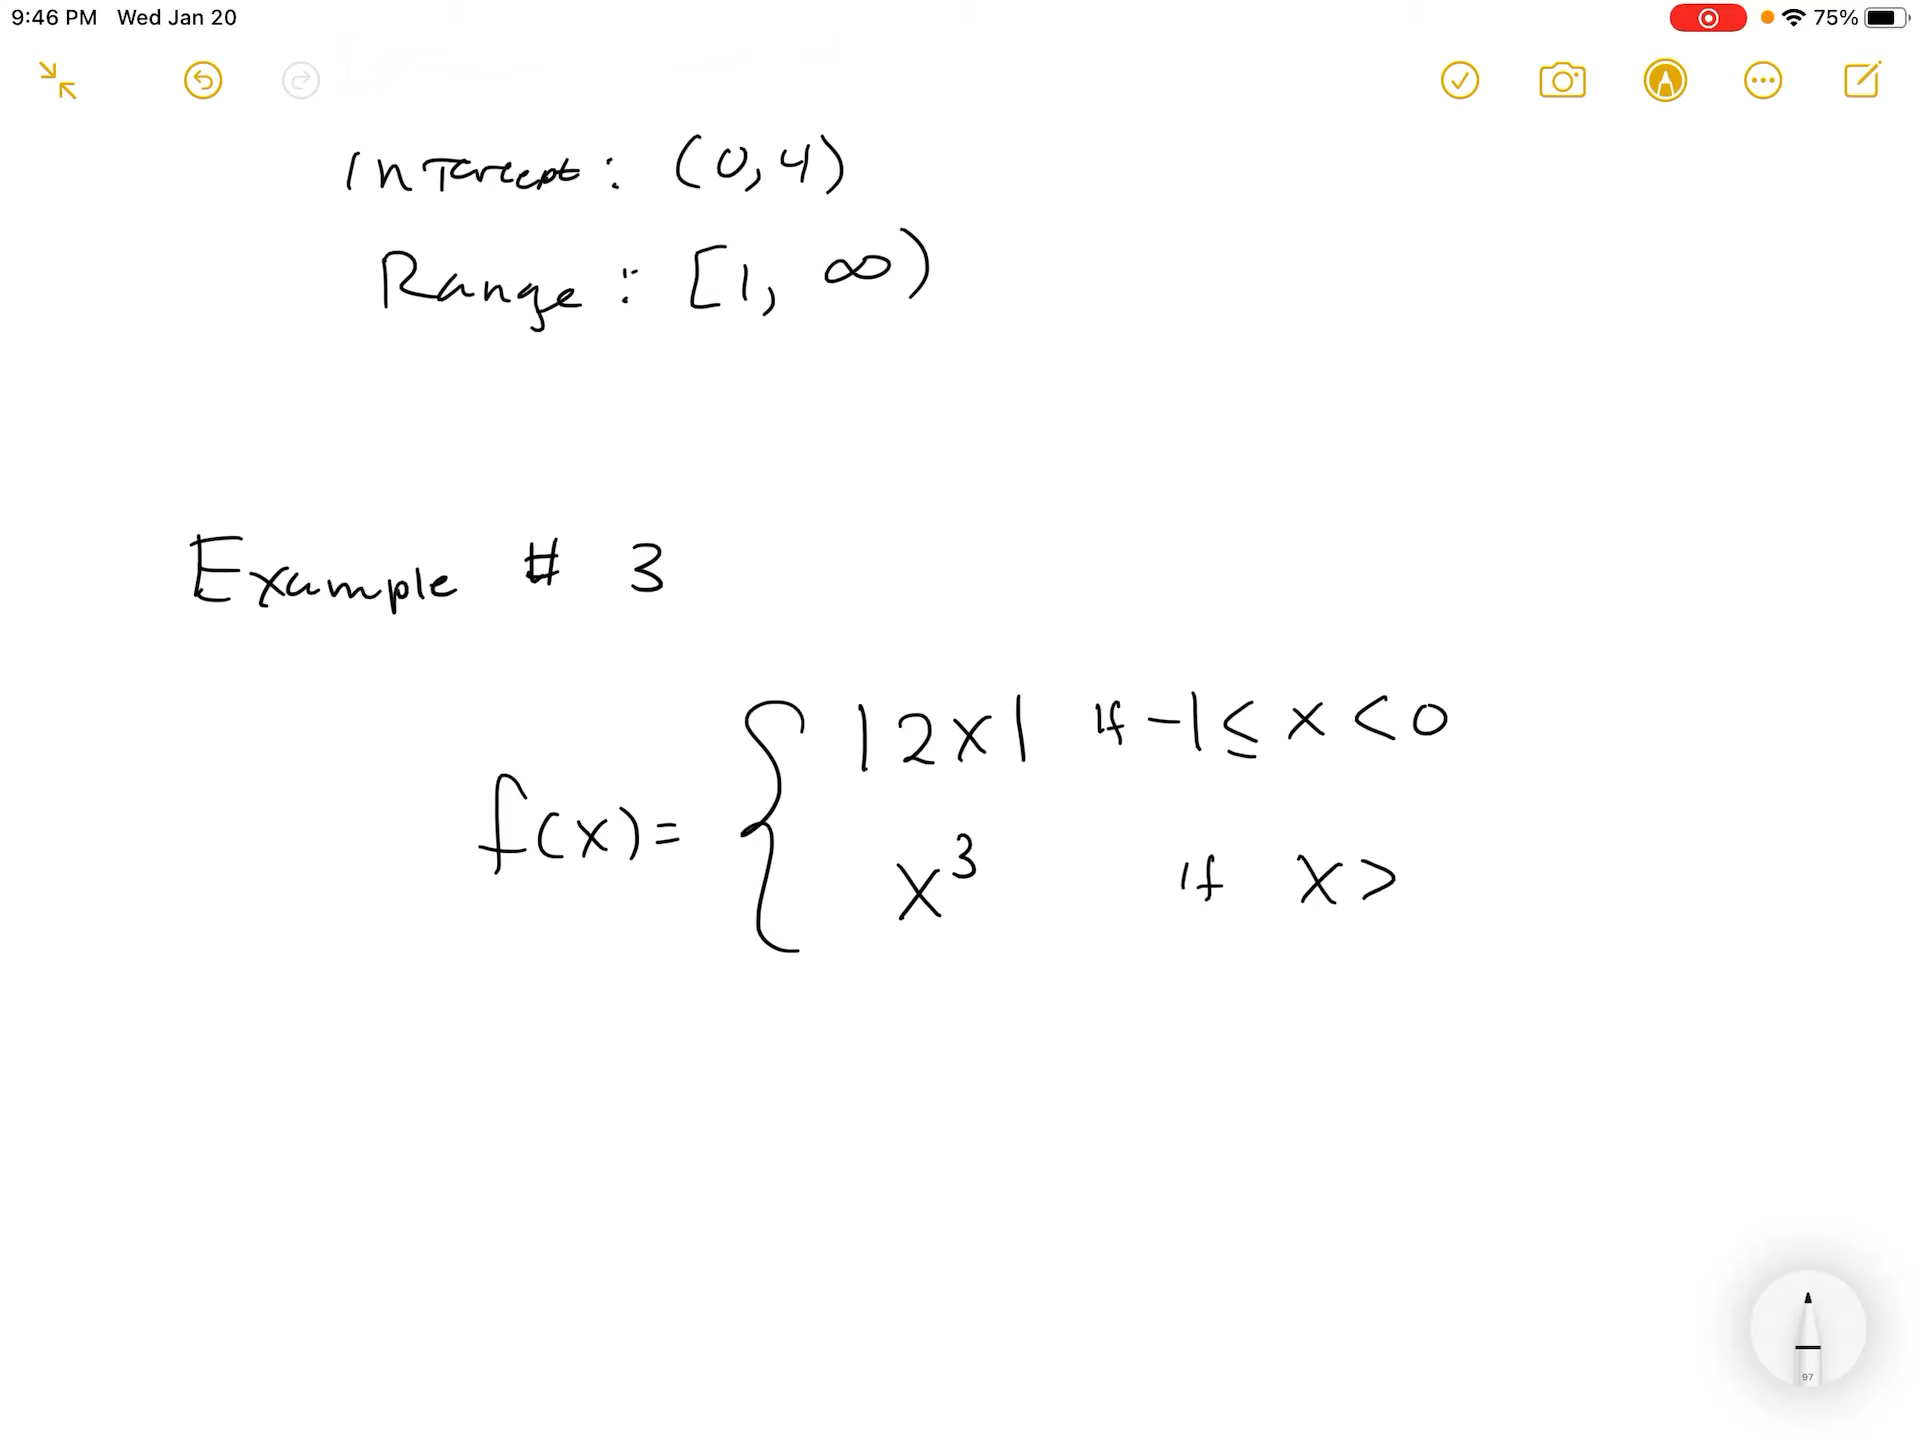 9:46 PM Wed Jan 20 75%
Intercept: (0,4)
Range: [1, ∞)
Example # 3
|2x| if -1 ≤ x < 0
f(x)= {
x³ if x >
97